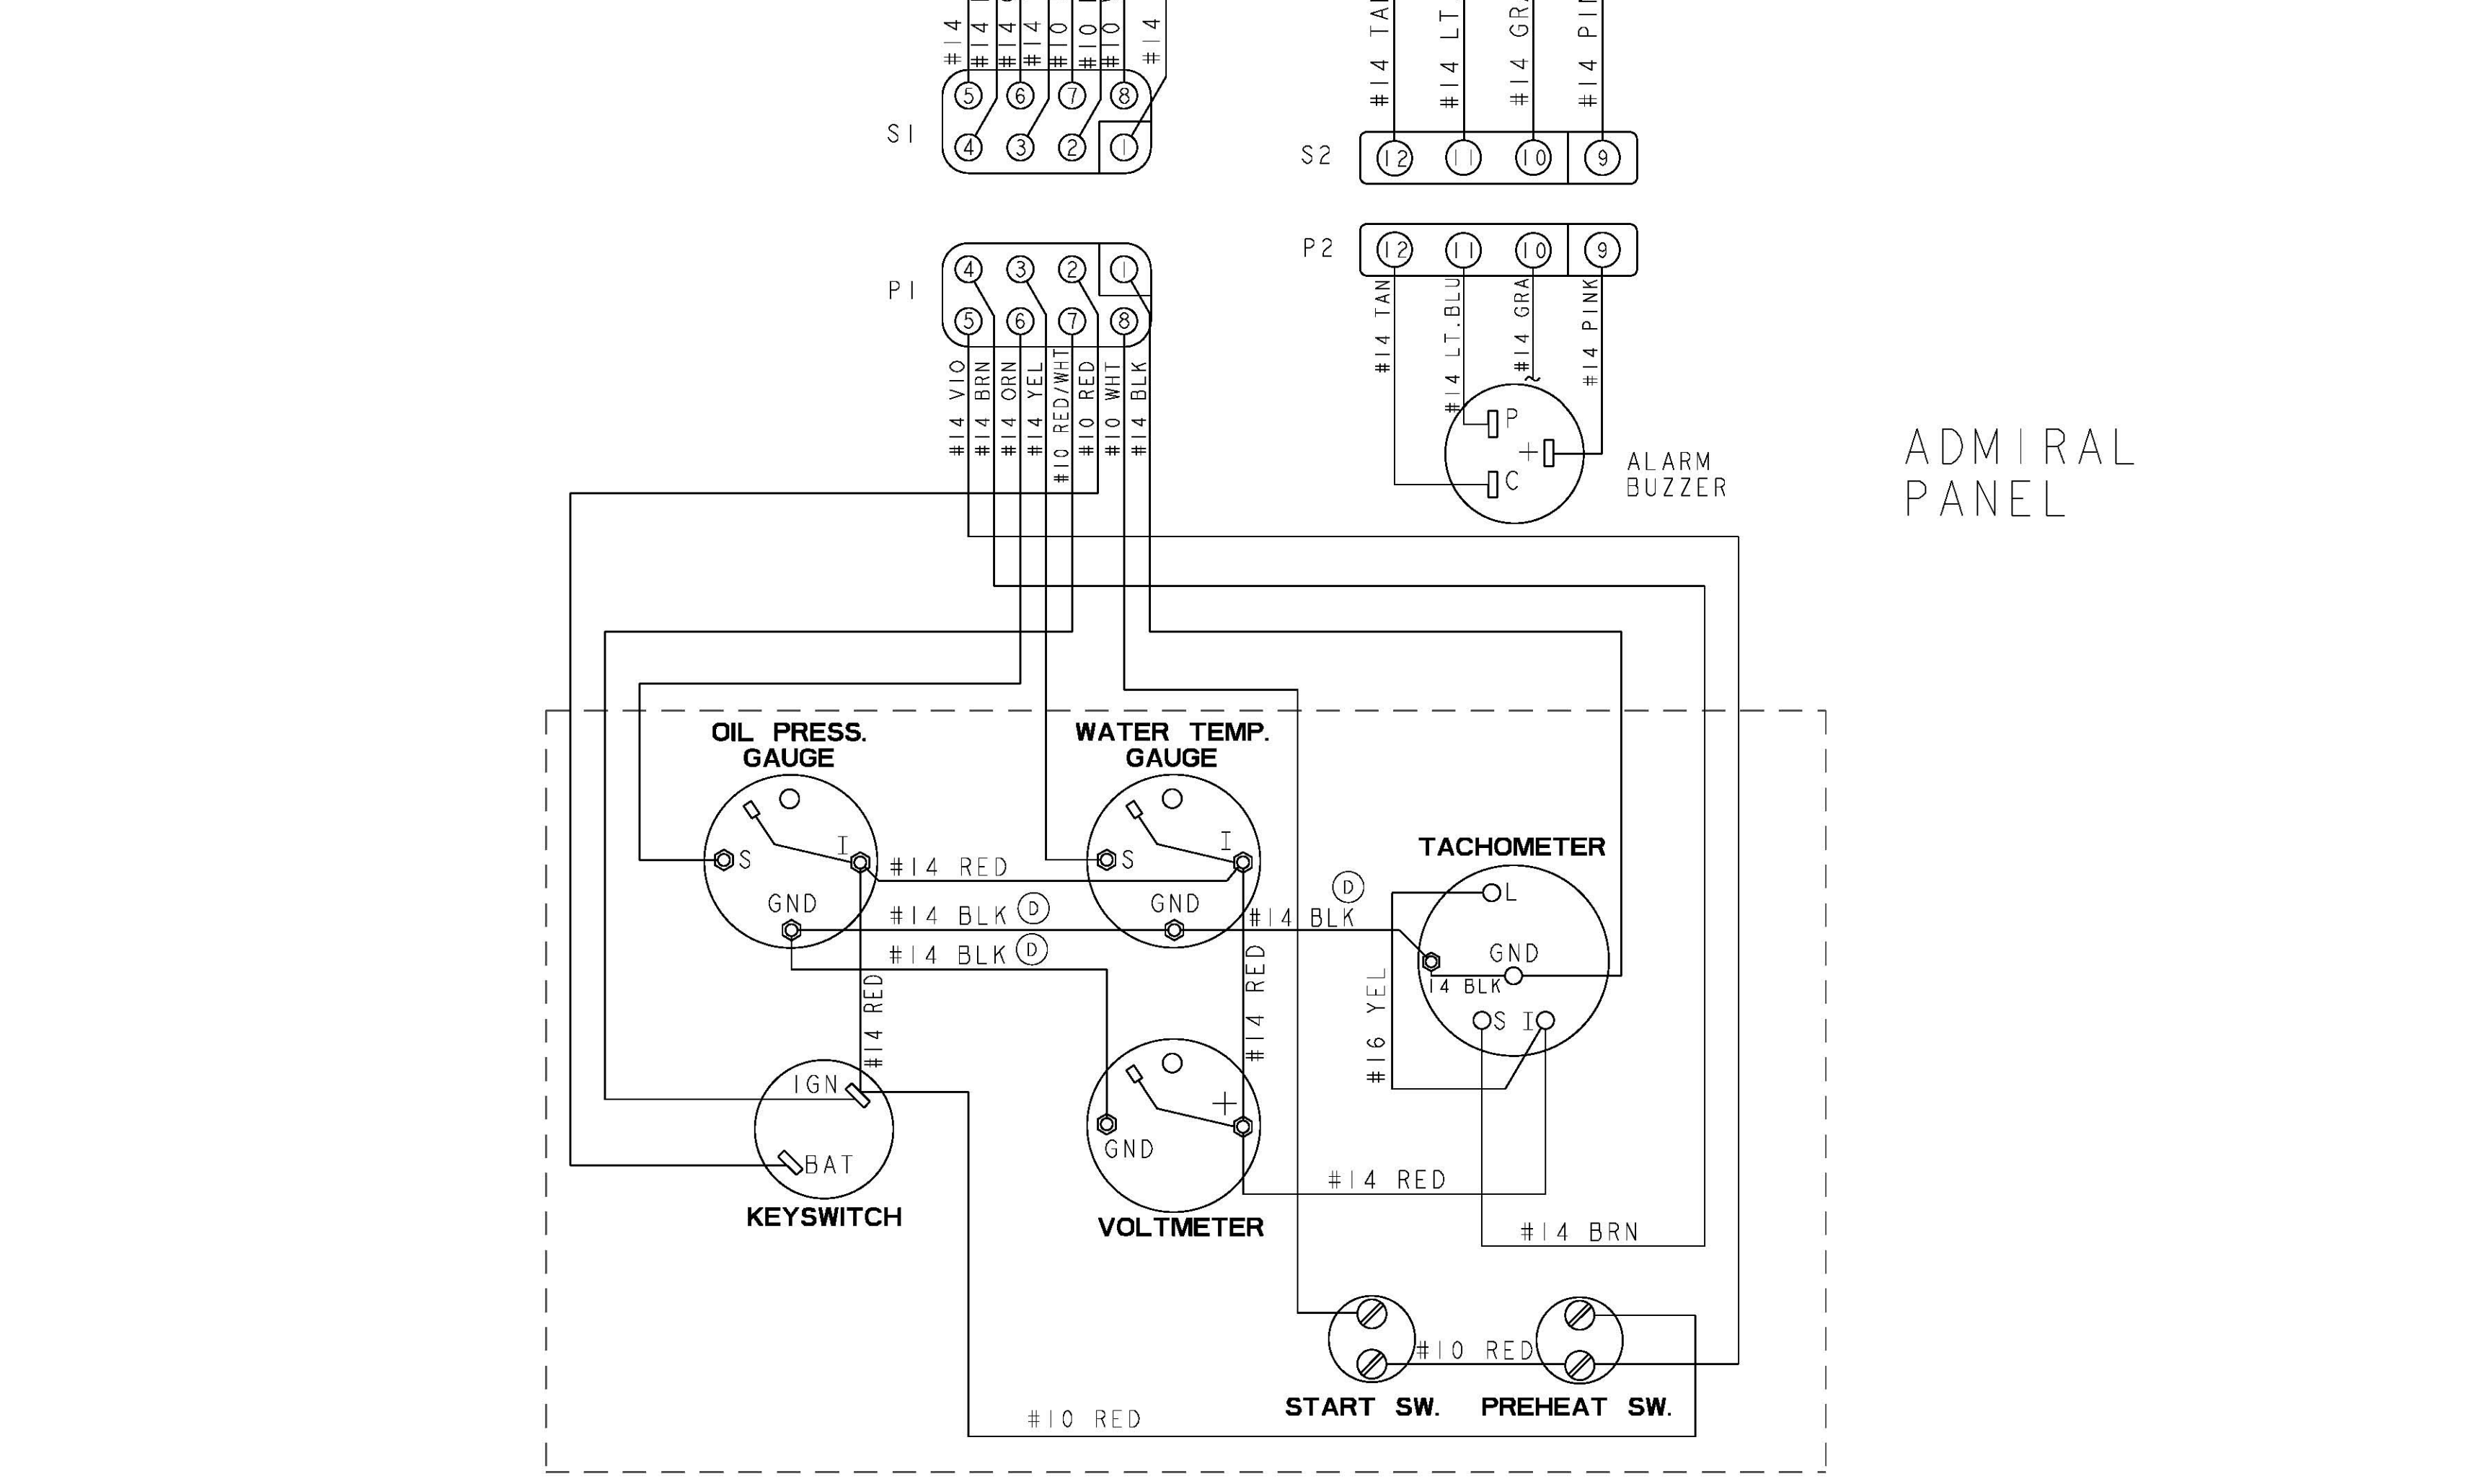 #14
#14
#14
#14
#10
#10
#10
#14
#14 TA
#14 LT
#14 GRA
#14 PIN
5 6 7 8
S1
4 3 2 1
S2
12 11 10 9
P1
4 3 2 1
5 6 7 8
P2
12 11 10 9
#14 VIO
#14 BRN
#14 ORN
#14 YEL
#10 RED/WHT
#10 RED
#10 WHT
#14 BLK
#14 TAN
#14 LT.BLU
#14 GRA
#14 PINK
P
+
C
ALARM
BUZZER
ADMIRAL
PANEL
OIL PRESS.
GAUGE
S
I
GND
WATER TEMP.
GAUGE
S
I
GND
#14 RED
#14 BLK D
#14 BLK D
D
#14 BLK
TACHOMETER
L
GND
14 BLK
S I
#14 RED
#14 RED
#16 YEL
IGN
BAT
KEYSWITCH
+
GND
VOLTMETER
#14 RED
#14 BRN
#10 RED
START SW.
PREHEAT SW.
#10 RED